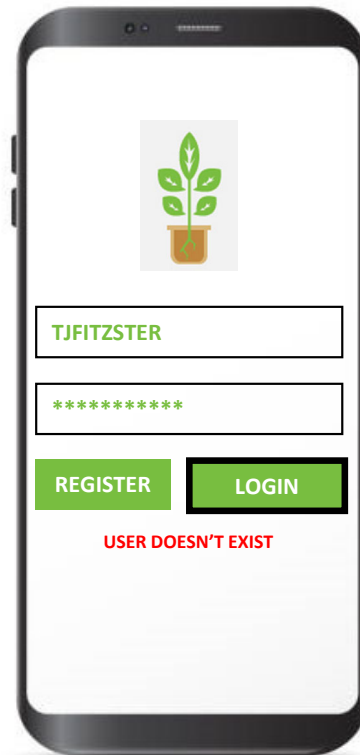 TJFITZSTER
***********
REGISTER LOGIN
USER DOESN'T EXIST